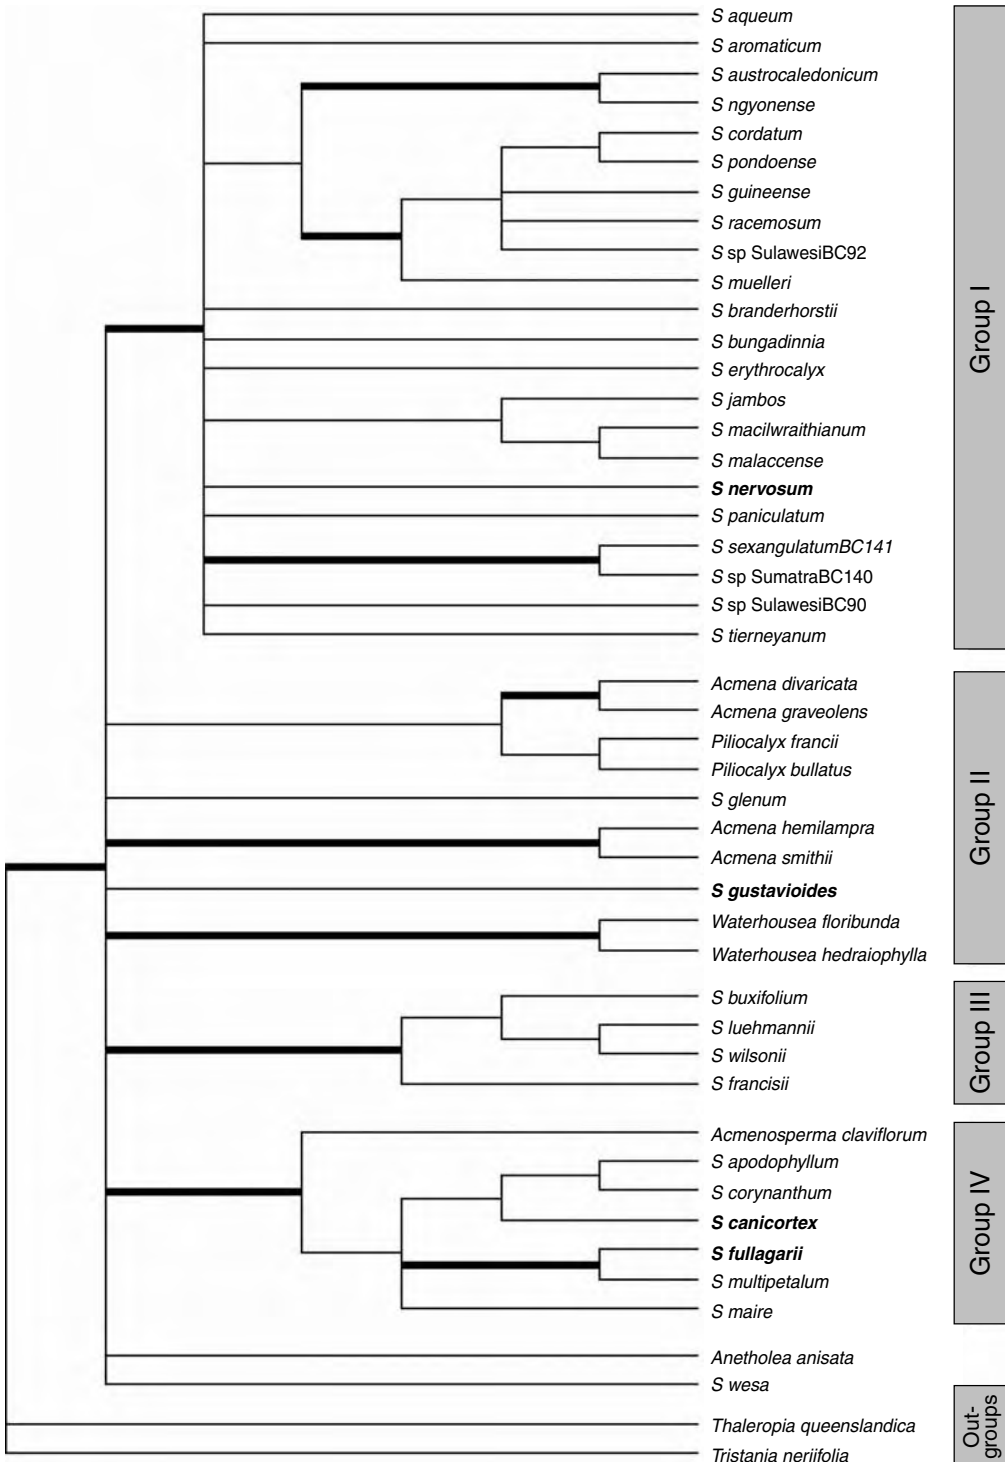 S aqueum
S aromaticum
S austrocaledonicum
S ngyonense
S cordatum
S pondoense
S guineense
S racemosum
S sp SulawesiBC92
S muelleri
S branderhorstii
S bungadinnia
S erythrocalyx
S jambos
S macilwraithianum
S malaccense
S nervosum
S paniculatum
S sexangulatumBC141
S sp SumatraBC140
S sp SulawesiBC90
S tierneyanum
Group I
Acmena divaricata
Acmena graveolens
Piliocalyx francii
Piliocalyx bullatus
S glenum
Acmena hemilampra
Acmena smithii
S gustavioides
Waterhousea floribunda
Waterhousea hedraiophylla
Group II
S buxifolium
S luehmannii
S wilsonii
S francisii
Group III
Acmenosperma claviflorum
S apodophyllum
S corynanthum
S canicortex
S fullagarii
S multipetalum
S maire
Group IV
Anetholea anisata
S wesa
Thaleropia queenslandica
Tristania neriifolia
Out-
groups